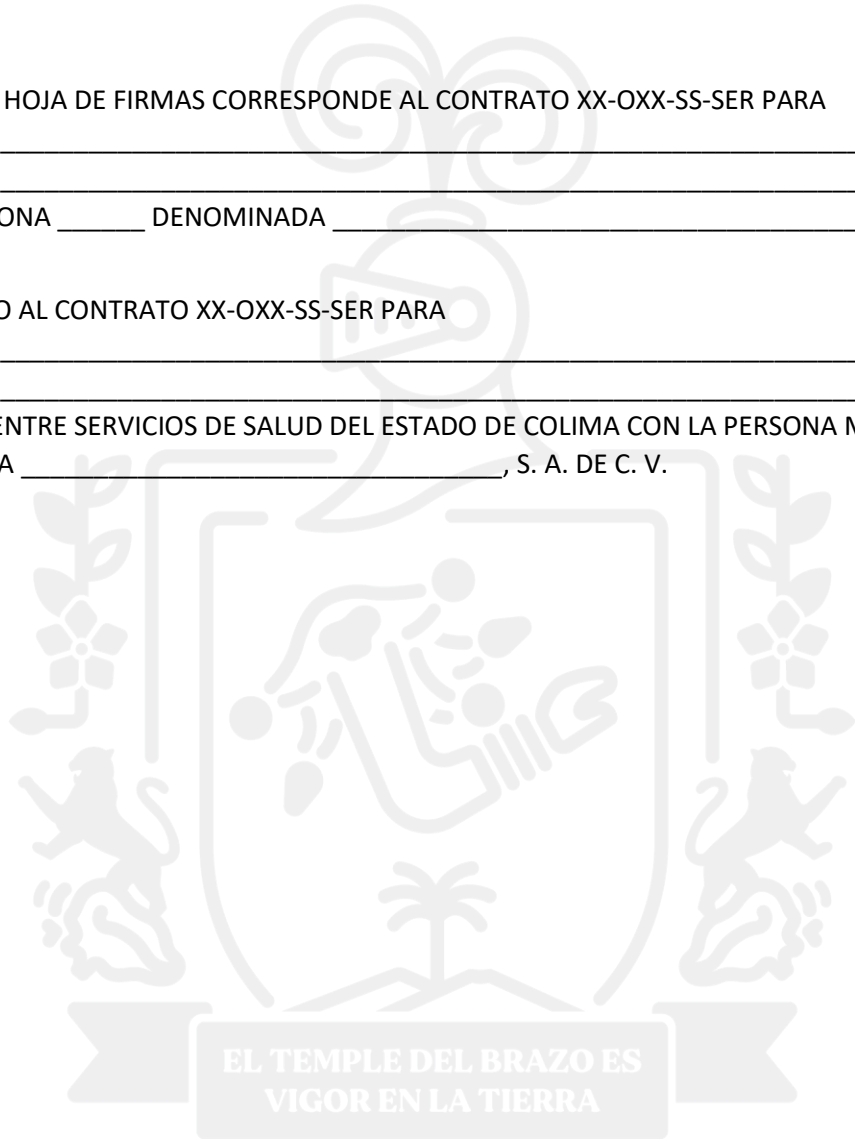 HOJA DE FIRMAS CORRESPONDE AL CONTRATO XX-OXX-SS-SER PARA
______________________________________________________________
______________________________________________________________
ONA ______ DENOMINADA ____________________________________
O AL CONTRATO XX-OXX-SS-SER PARA
______________________________________________________________
______________________________________________________________
ENTRE SERVICIOS DE SALUD DEL ESTADO DE COLIMA CON LA PERSONA M
A _________________________________, S. A. DE C. V.
EL TEMPLE DEL BRAZO ES
VIGOR EN LA TIERRA